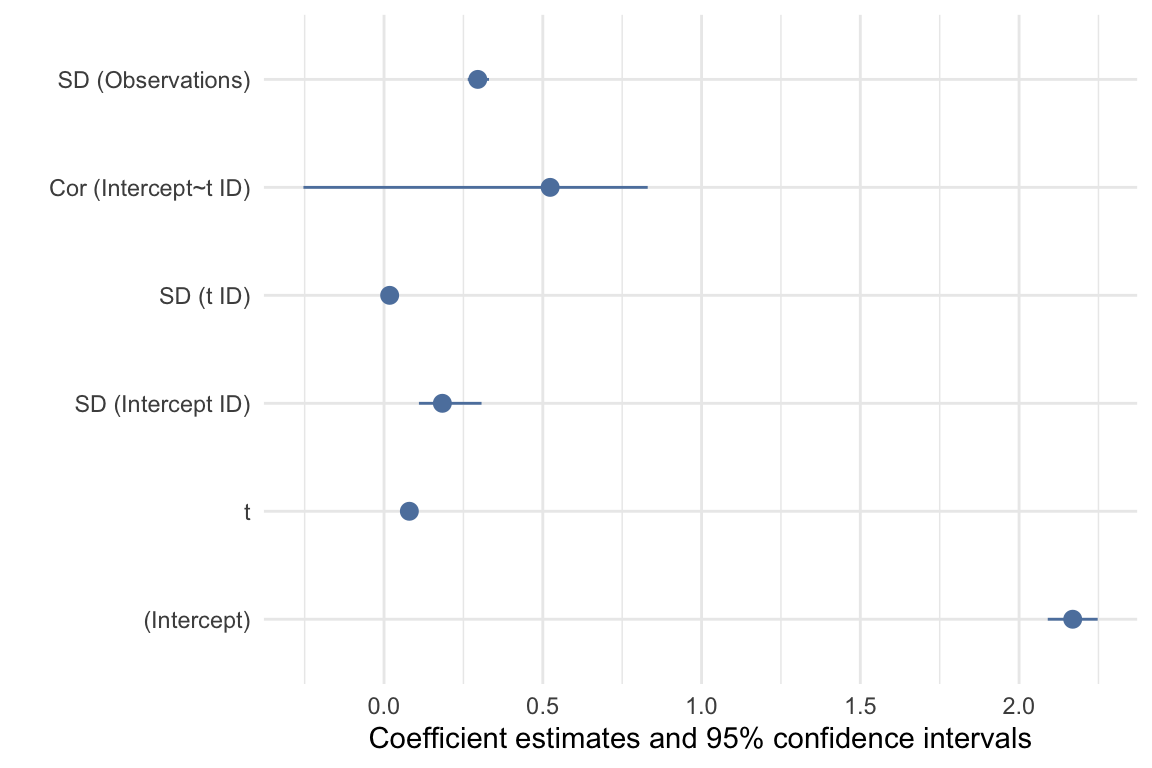 SD (Observations)
Cor (Intercept~t ID)
SD (t ID)
SD (Intercept ID)
t
(Intercept)
0.0 0.5 1.0 1.5 2.0
Coefficient estimates and 95% confidence intervals